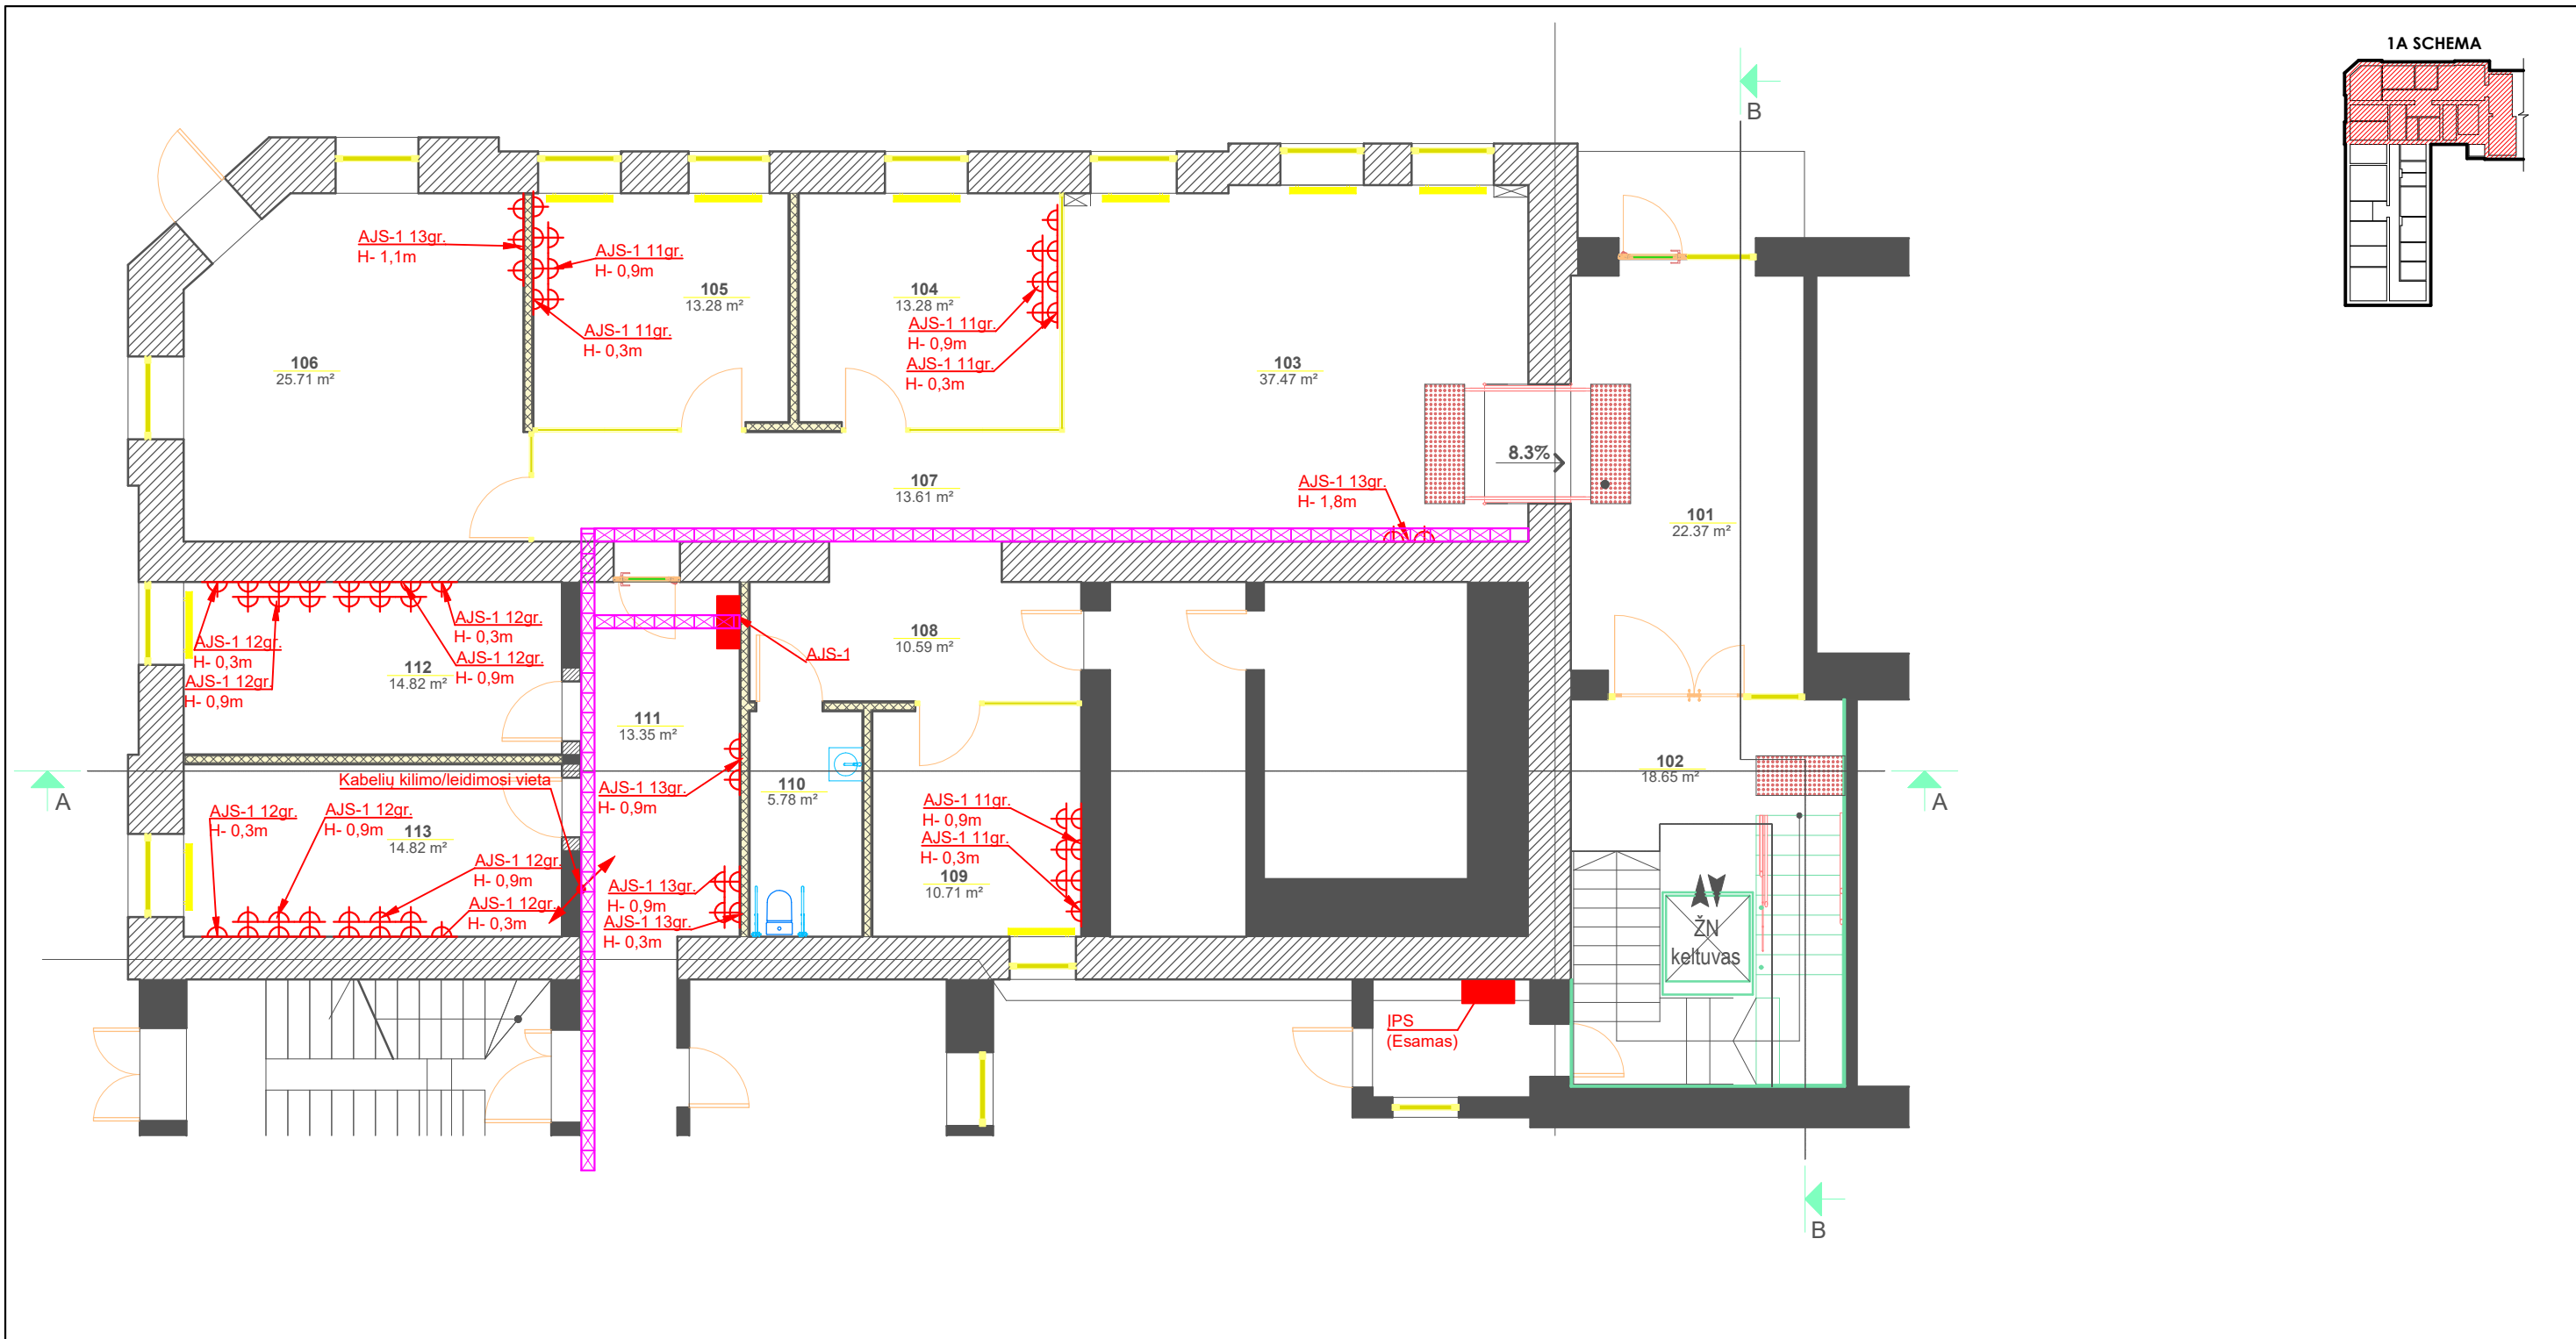 1A SCHEMA
B
AJS-1 13gr.
H- 1,1m
AJS-1 11gr.
H- 0,9m
105
13.28 m²
104
13.28 m²
AJS-1 11gr.
H- 0,3m
AJS-1 11gr.
H- 0,9m
AJS-1 11gr.
H- 0,3m
106
25.71 m²
103
37.47 m²
8.3%
107
13.61 m²
AJS-1 13gr.
H- 1,8m
101
22.37 m²
AJS-1 12gr.
H- 0,3m
AJS-1 12gr.
H- 0,9m
AJS-1 12gr.
H- 0,3m
AJS-1 12gr.
H- 0,9m
112
14.82 m²
108
10.59 m²
AJS-1
111
13.35 m²
102
18.65 m²
A
Kabelių kilimo/leidimosi vieta
AJS-1 13gr.
H- 0,9m
110
5.78 m²
A
AJS-1 12gr.
H- 0,3m
AJS-1 12gr.
H- 0,9m
113
14.82 m²
AJS-1 11gr.
H- 0,9m
AJS-1 11gr.
H- 0,3m
109
10.71 m²
AJS-1 12gr.
H- 0,9m
AJS-1 12gr.
H- 0,3m
AJS-1 13gr.
H- 0,9m
AJS-1 13gr.
H- 0,3m
ŽN
keltuvas
IPS
(Esamas)
B